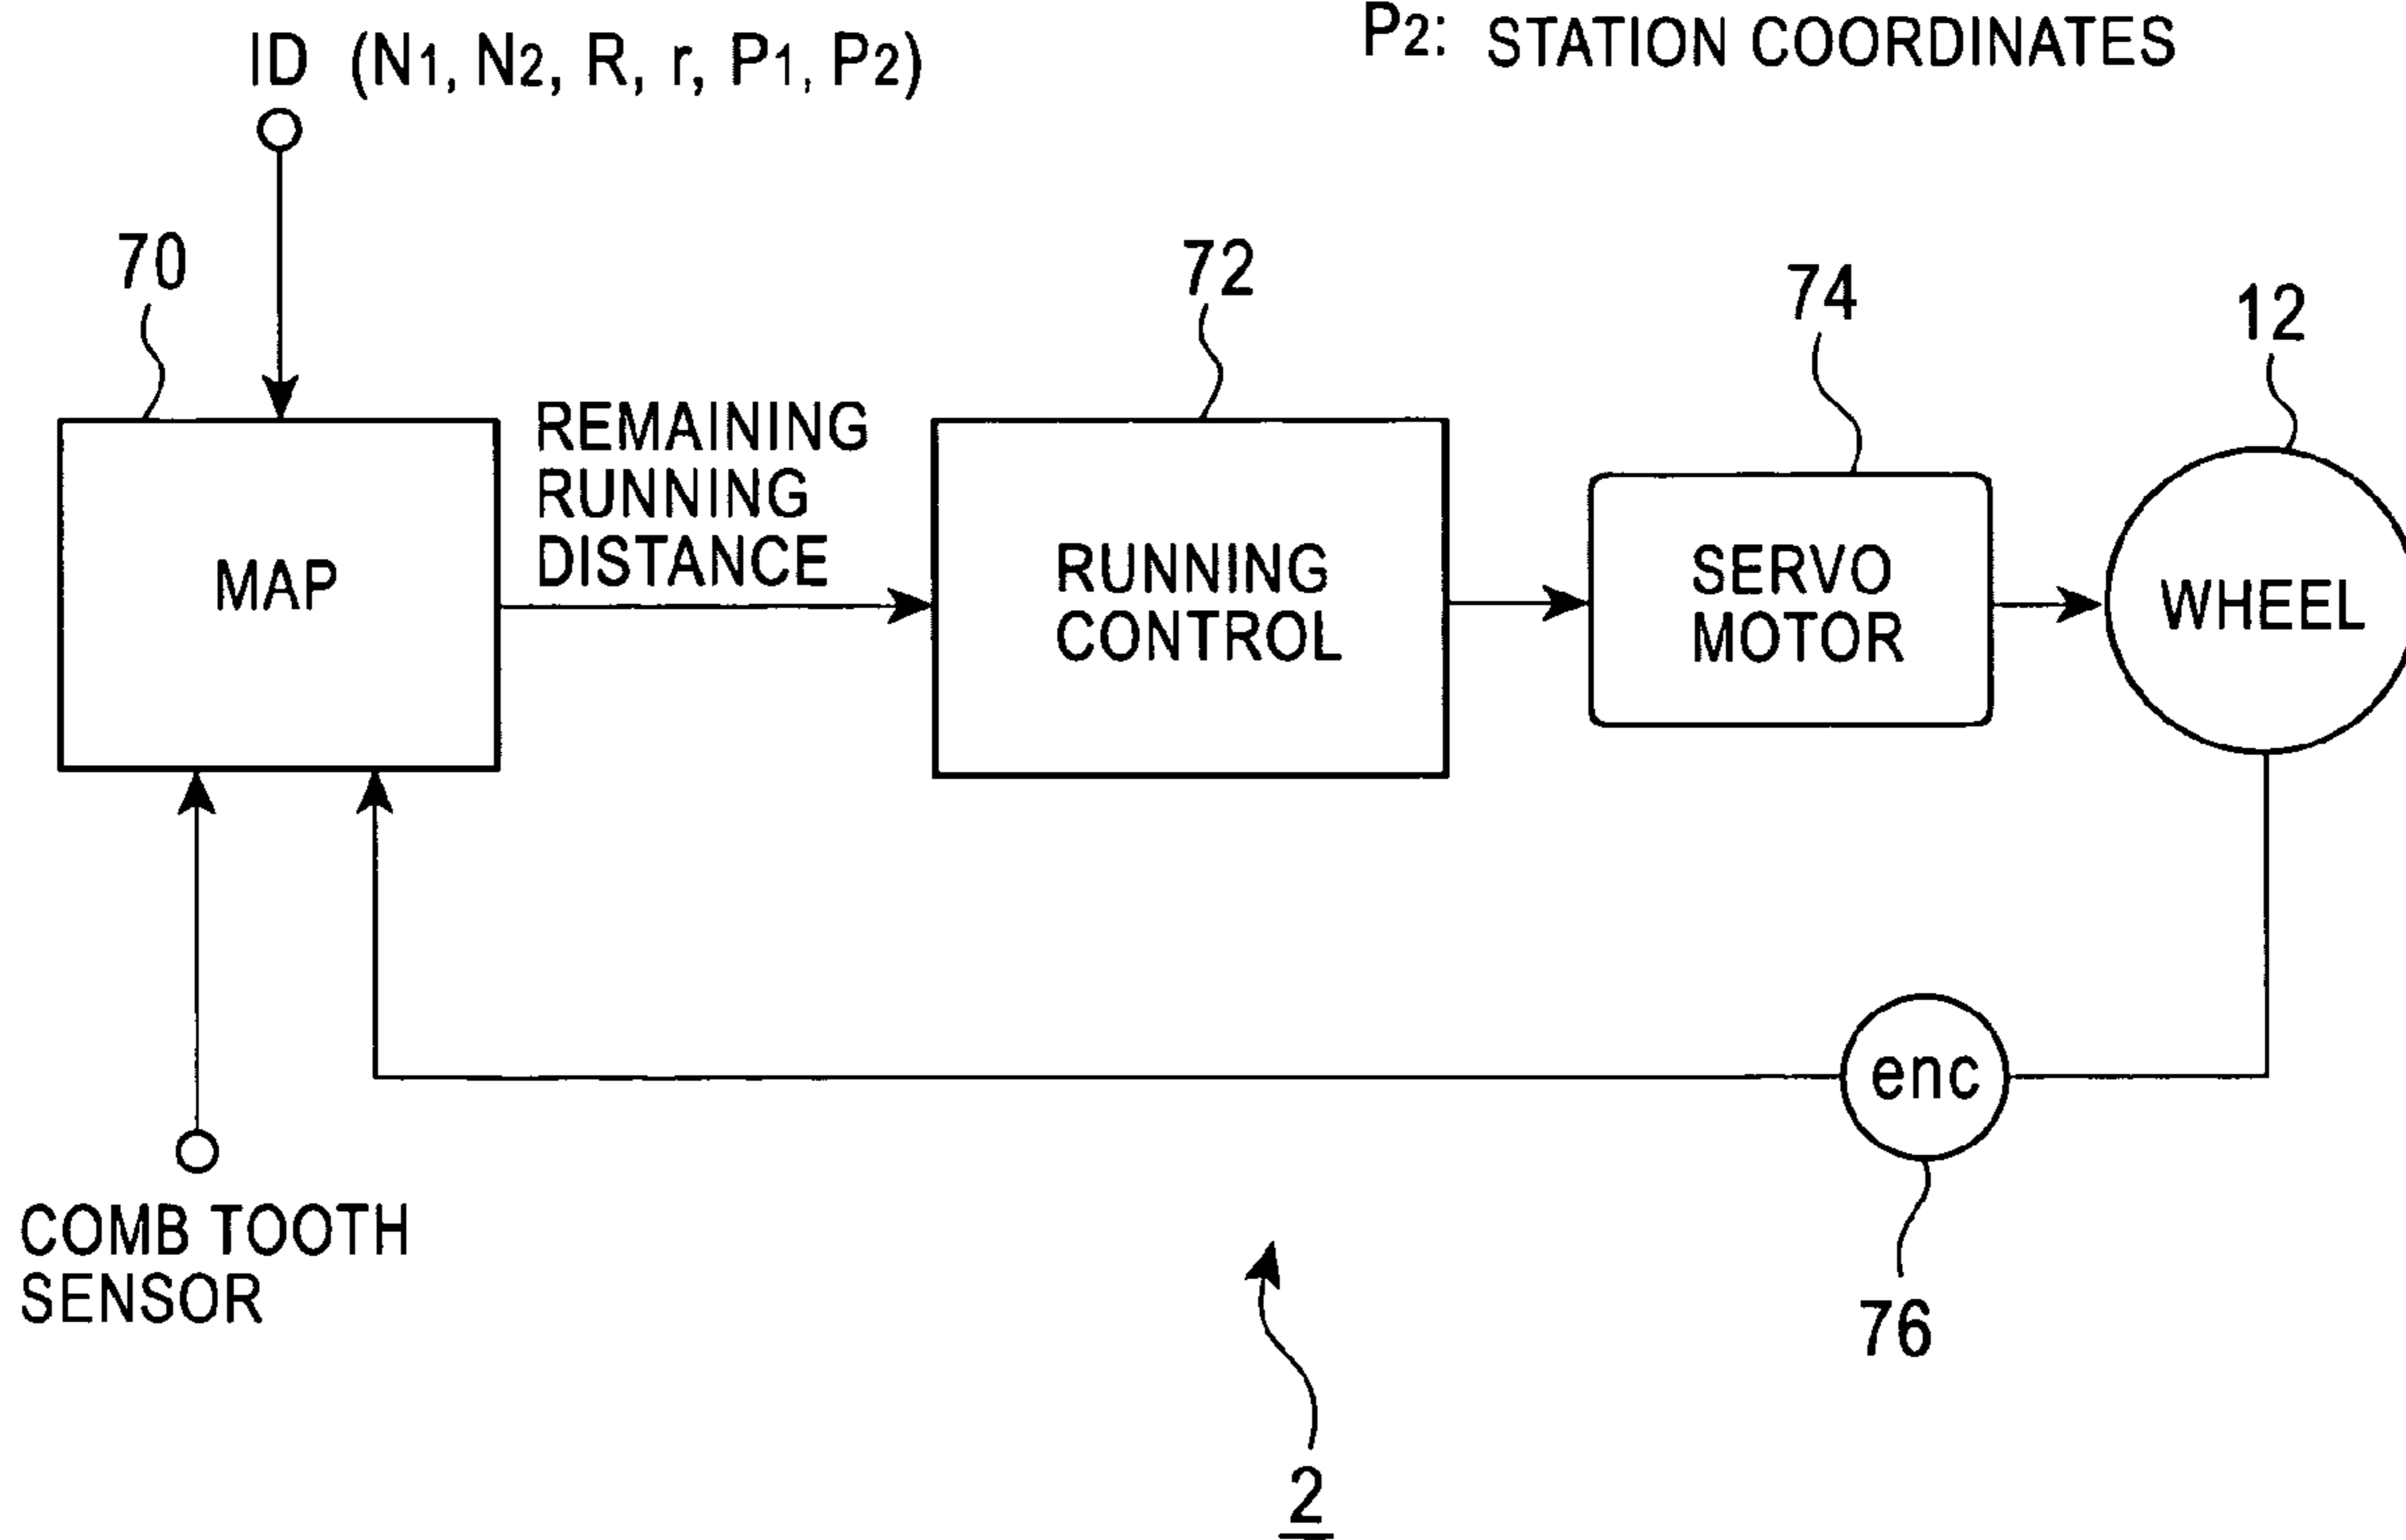 P2: STATION COORDINATES
ID (N1, N2, R, r, P1, P2)
70
72
74
12
REMAINING
RUNNING
DISTANCE
MAP
RUNNING
CONTROL
SERVO
MOTOR
WHEEL
enc
COMB TOOTH
SENSOR
76
2